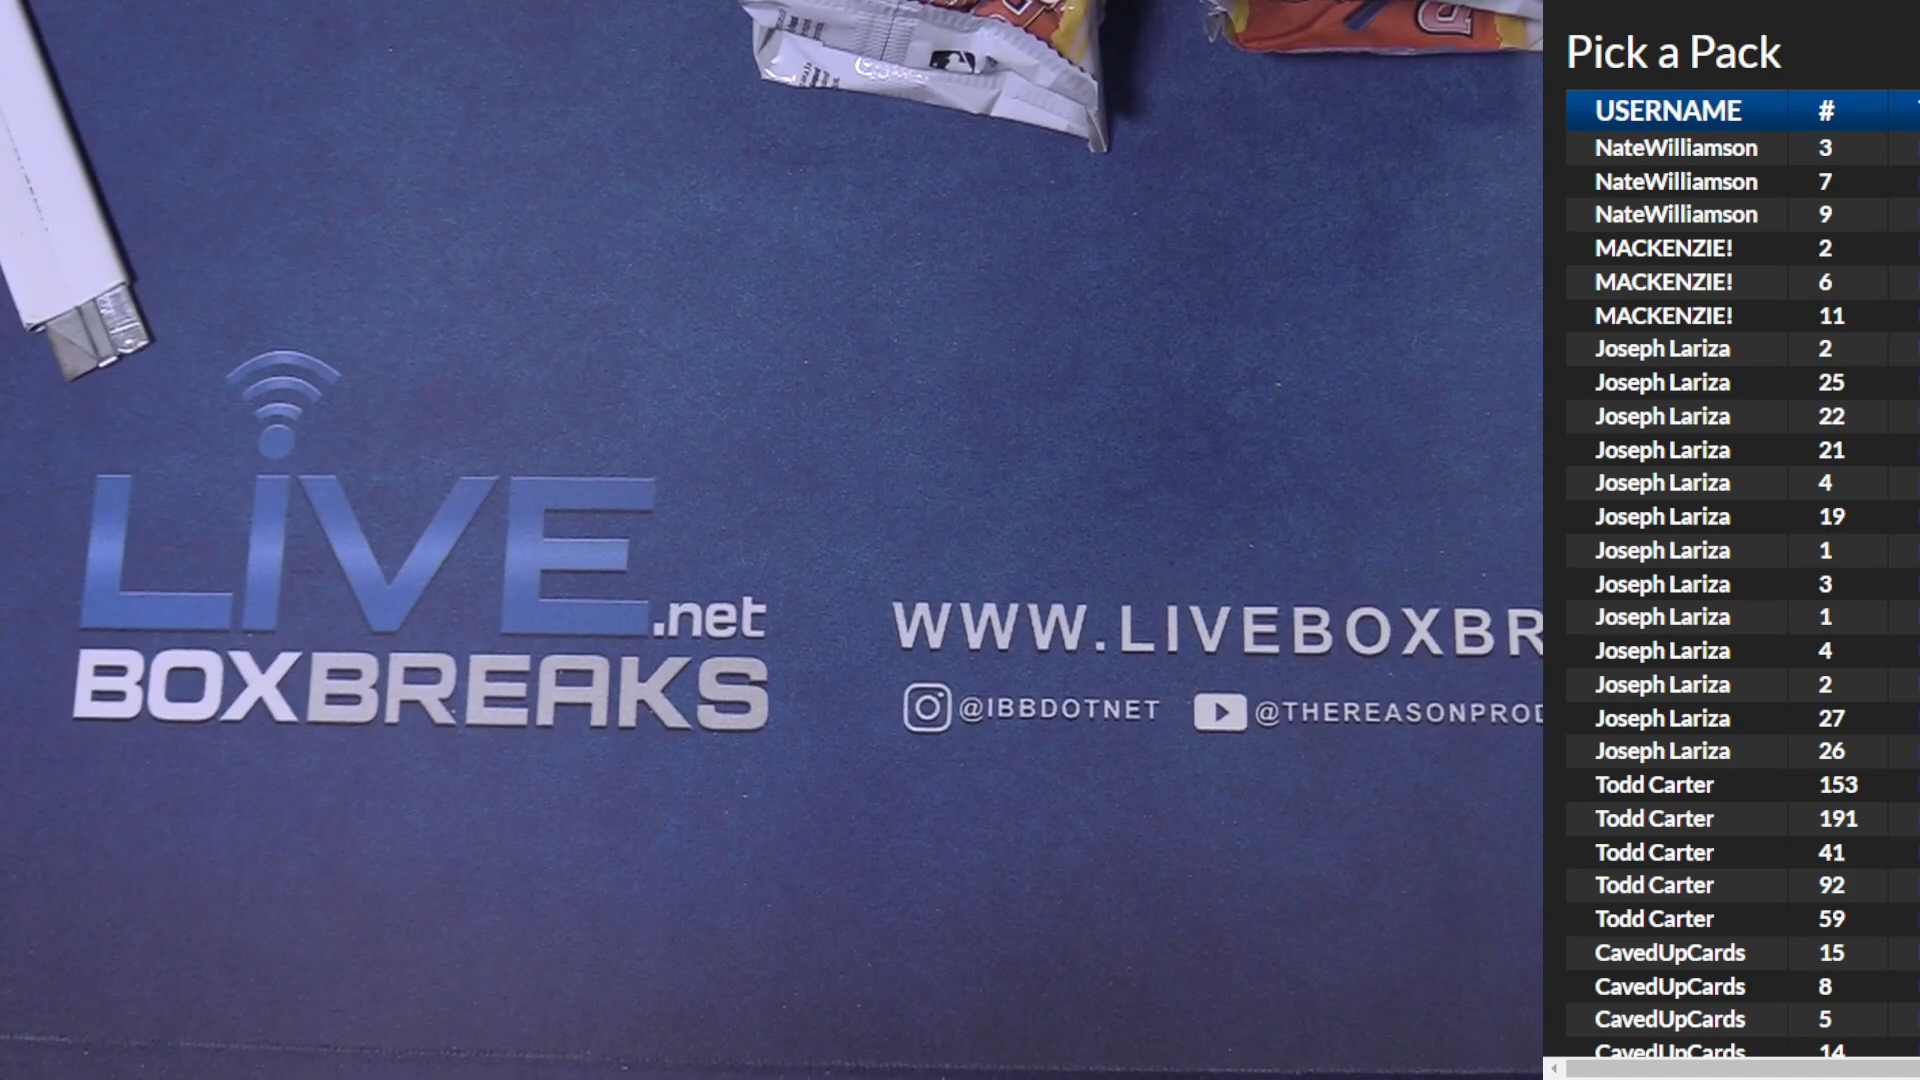 LIVE.net
BOXBREAKS
WWW.LIVEBOXBR
@IBBDOTNET @THEREASONPROD
Pick a Pack
USERNAME #
NateWilliamson 3
NateWilliamson 7
NateWilliamson 9
MACKENZIE! 2
MACKENZIE! 6
MACKENZIE! 11
Joseph Lariza 2
Joseph Lariza 25
Joseph Lariza 22
Joseph Lariza 21
Joseph Lariza 4
Joseph Lariza 19
Joseph Lariza 1
Joseph Lariza 3
Joseph Lariza 1
Joseph Lariza 4
Joseph Lariza 2
Joseph Lariza 27
Joseph Lariza 26
Todd Carter 153
Todd Carter 191
Todd Carter 41
Todd Carter 92
Todd Carter 59
CavedUpCards 15
CavedUpCards 8
CavedUpCards 5
CavedUpCards 14